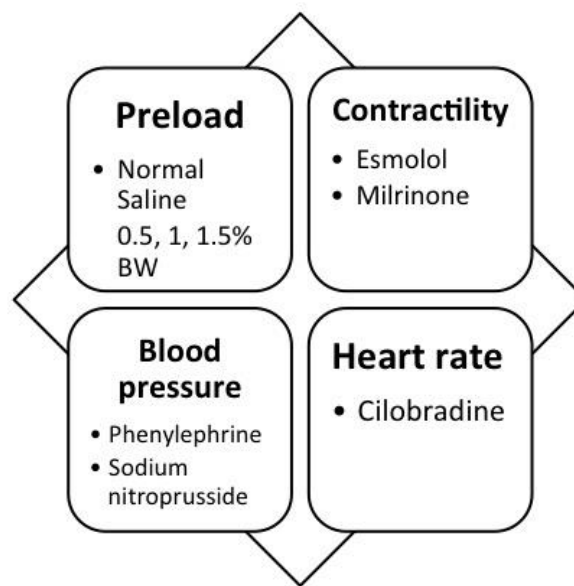 Preload
• Normal
Saline
0.5, 1, 1.5%
BW
Contractility
• Esmolol
• Milrinone
Blood
pressure
• Phenylephrine
• Sodium
nitroprusside
Heart rate
• Cilobradine